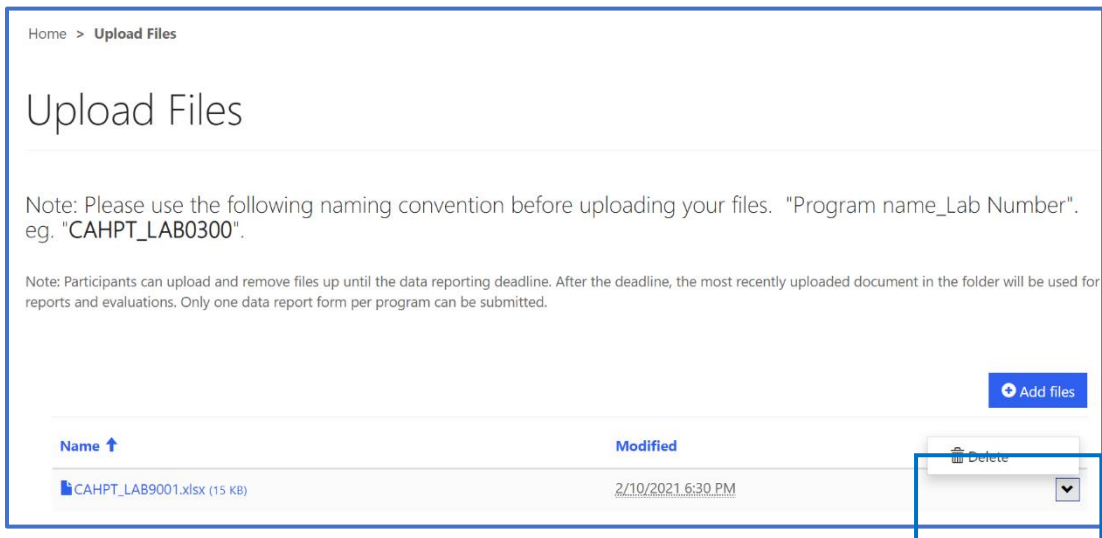 Home > Upload Files
Upload Files
Note: Please use the following naming convention before uploading your files. "Program name_Lab Number".
eg. "CAHPT_LAB0300".
Note: Participants can upload and remove files up until the data reporting deadline. After the deadline, the most recently uploaded document in the folder will be used for
reports and evaluations. Only one data report form per program can be submitted.
Add files
Name Modified
Delete
CAHPT_LAB9001.xlsx (15 KB) 2/10/2021 6:30 PM